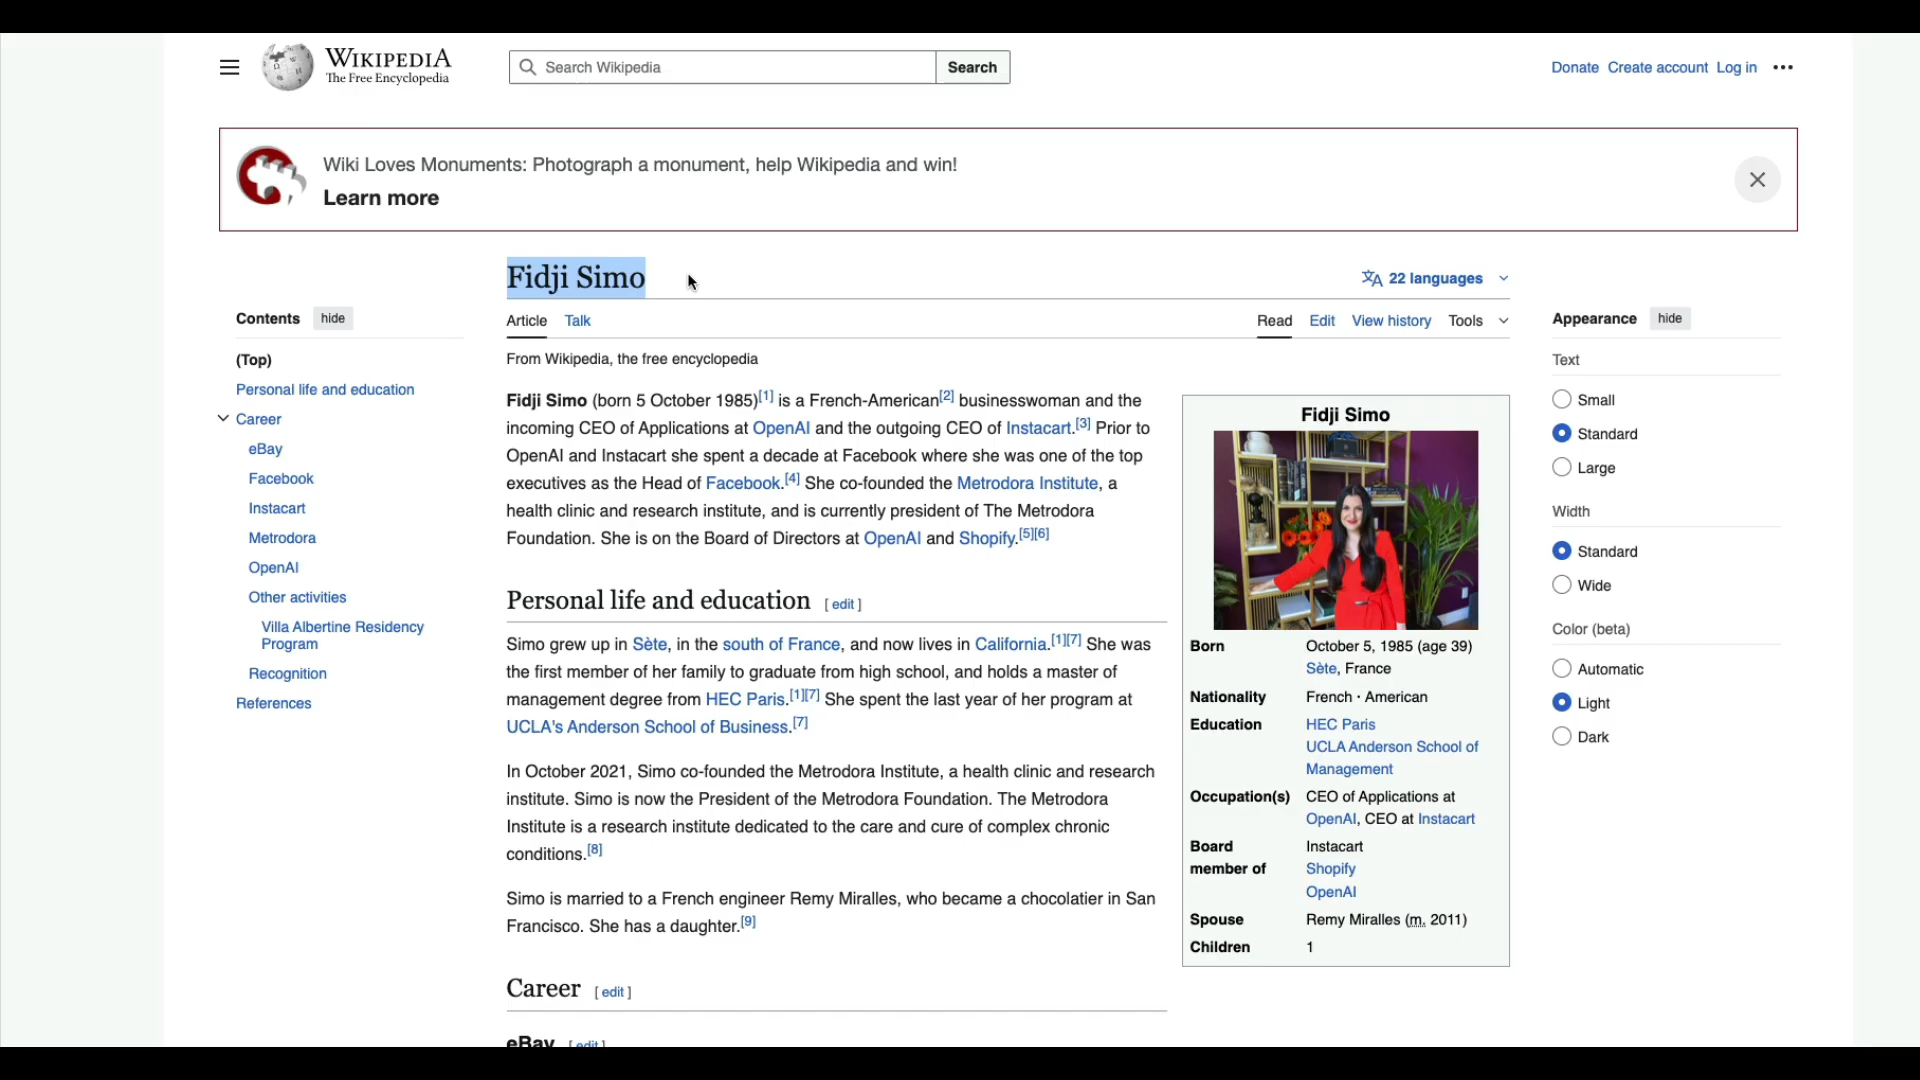 WIKIPEDIA
The Free Encyclopedia
Search Wikipedia
Search
Donate Create account Log in
Wiki Loves Monuments: Photograph a monument, help Wikipedia and win!
Learn more
Fidji Simo
22 languages
Contents hide
(Top)
Personal life and education
Career
eBay
Facebook
Instacart
Metrodora
OpenAI
Other activities
Villa Albertine Residency
Program
Recognition
References
Article Talk
Read Edit View history Tools
From Wikipedia, the free encyclopedia
Fidji Simo (born 5 October 1985)[1] is a French-American[2] businesswoman and the
incoming CEO of Applications at OpenAI and the outgoing CEO of Instacart.[3] Prior to
OpenAI and Instacart she spent a decade at Facebook where she was one of the top
executives as the Head of Facebook.[4] She co-founded the Metrodora Institute, a
health clinic and research institute, and is currently president of The Metrodora
Foundation. She is on the Board of Directors at OpenAI and Shopify.[5][6]
Personal life and education [ edit ]
Simo grew up in Sète, in the south of France, and now lives in California.[1][7] She was
the first member of her family to graduate from high school, and holds a master of
management degree from HEC Paris.[1][7] She spent the last year of her program at
UCLA's Anderson School of Business.[7]
In October 2021, Simo co-founded the Metrodora Institute, a health clinic and research
institute. Simo is now the President of the Metrodora Foundation. The Metrodora
Institute is a research institute dedicated to the care and cure of complex chronic
conditions.[8]
Simo is married to a French engineer Remy Miralles, who became a chocolatier in San
Francisco. She has a daughter.[9]
Career [ edit ]
eBay [ edit ]
Fidji Simo
Born October 5, 1985 (age 39)
Sète, France
Nationality French · American
Education HEC Paris
UCLA Anderson School of
Management
Occupation(s) CEO of Applications at
OpenAI, CEO at Instacart
Board Instacart
member of Shopify
OpenAI
Spouse Remy Miralles (m. 2011)
Children 1
Appearance hide
Text
Small
Standard
Large
Width
Standard
Wide
Color (beta)
Automatic
Light
Dark